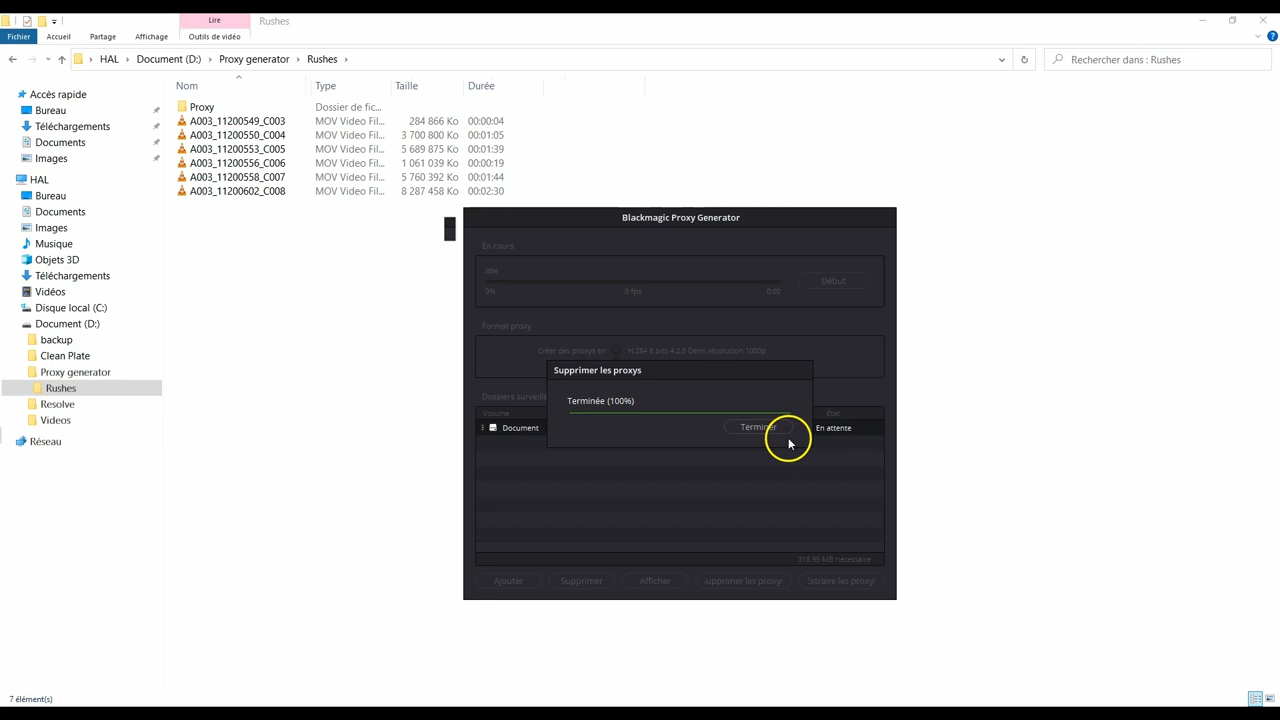 Lire
Rushes
Fichier
Accueil
Partage
Affichage
Outils de vidéo
HAL
Document (D:)
Proxy generator
Rushes
Rechercher dans : Rushes
Nom
Type
Taille
Durée
Proxy
Dossier de fic...
A003_11200549_C003 MOV Video Fil... 284 866 Ko 00:00:04
A003_11200550_C004 MOV Video Fil... 3 700 800 Ko 00:01:05
A003_11200553_C005 MOV Video Fil... 5 689 875 Ko 00:01:39
A003_11200556_C006 MOV Video Fil... 1 061 039 Ko 00:00:19
A003_11200558_C007 MOV Video Fil... 5 760 392 Ko 00:01:44
A003_11200602_C008 MOV Video Fil... 8 287 458 Ko 00:02:30
Accès rapide
Bureau
Téléchargements
Documents
Images
HAL
Bureau
Documents
Images
Musique
Objets 3D
Téléchargements
Vidéos
Disque local (C:)
Document (D:)
backup
Clean Plate
Proxy generator
Rushes
Resolve
Videos
Réseau
Blackmagic Proxy Generator
En cours
Idle
Début
0%
0 fps
0:00
Format proxy
Créer des proxys en
H.264 8 bits 4:2:0 Demi résolution 1080p
Supprimer les proxys
Terminée (100%)
Terminer
Dossiers surveillé
Volume
État
Document
En attente
318.95 MB nécessaire
Ajouter
Supprimer
Afficher
upprimer les proxy
xtraire les proxy
7 élément(s)